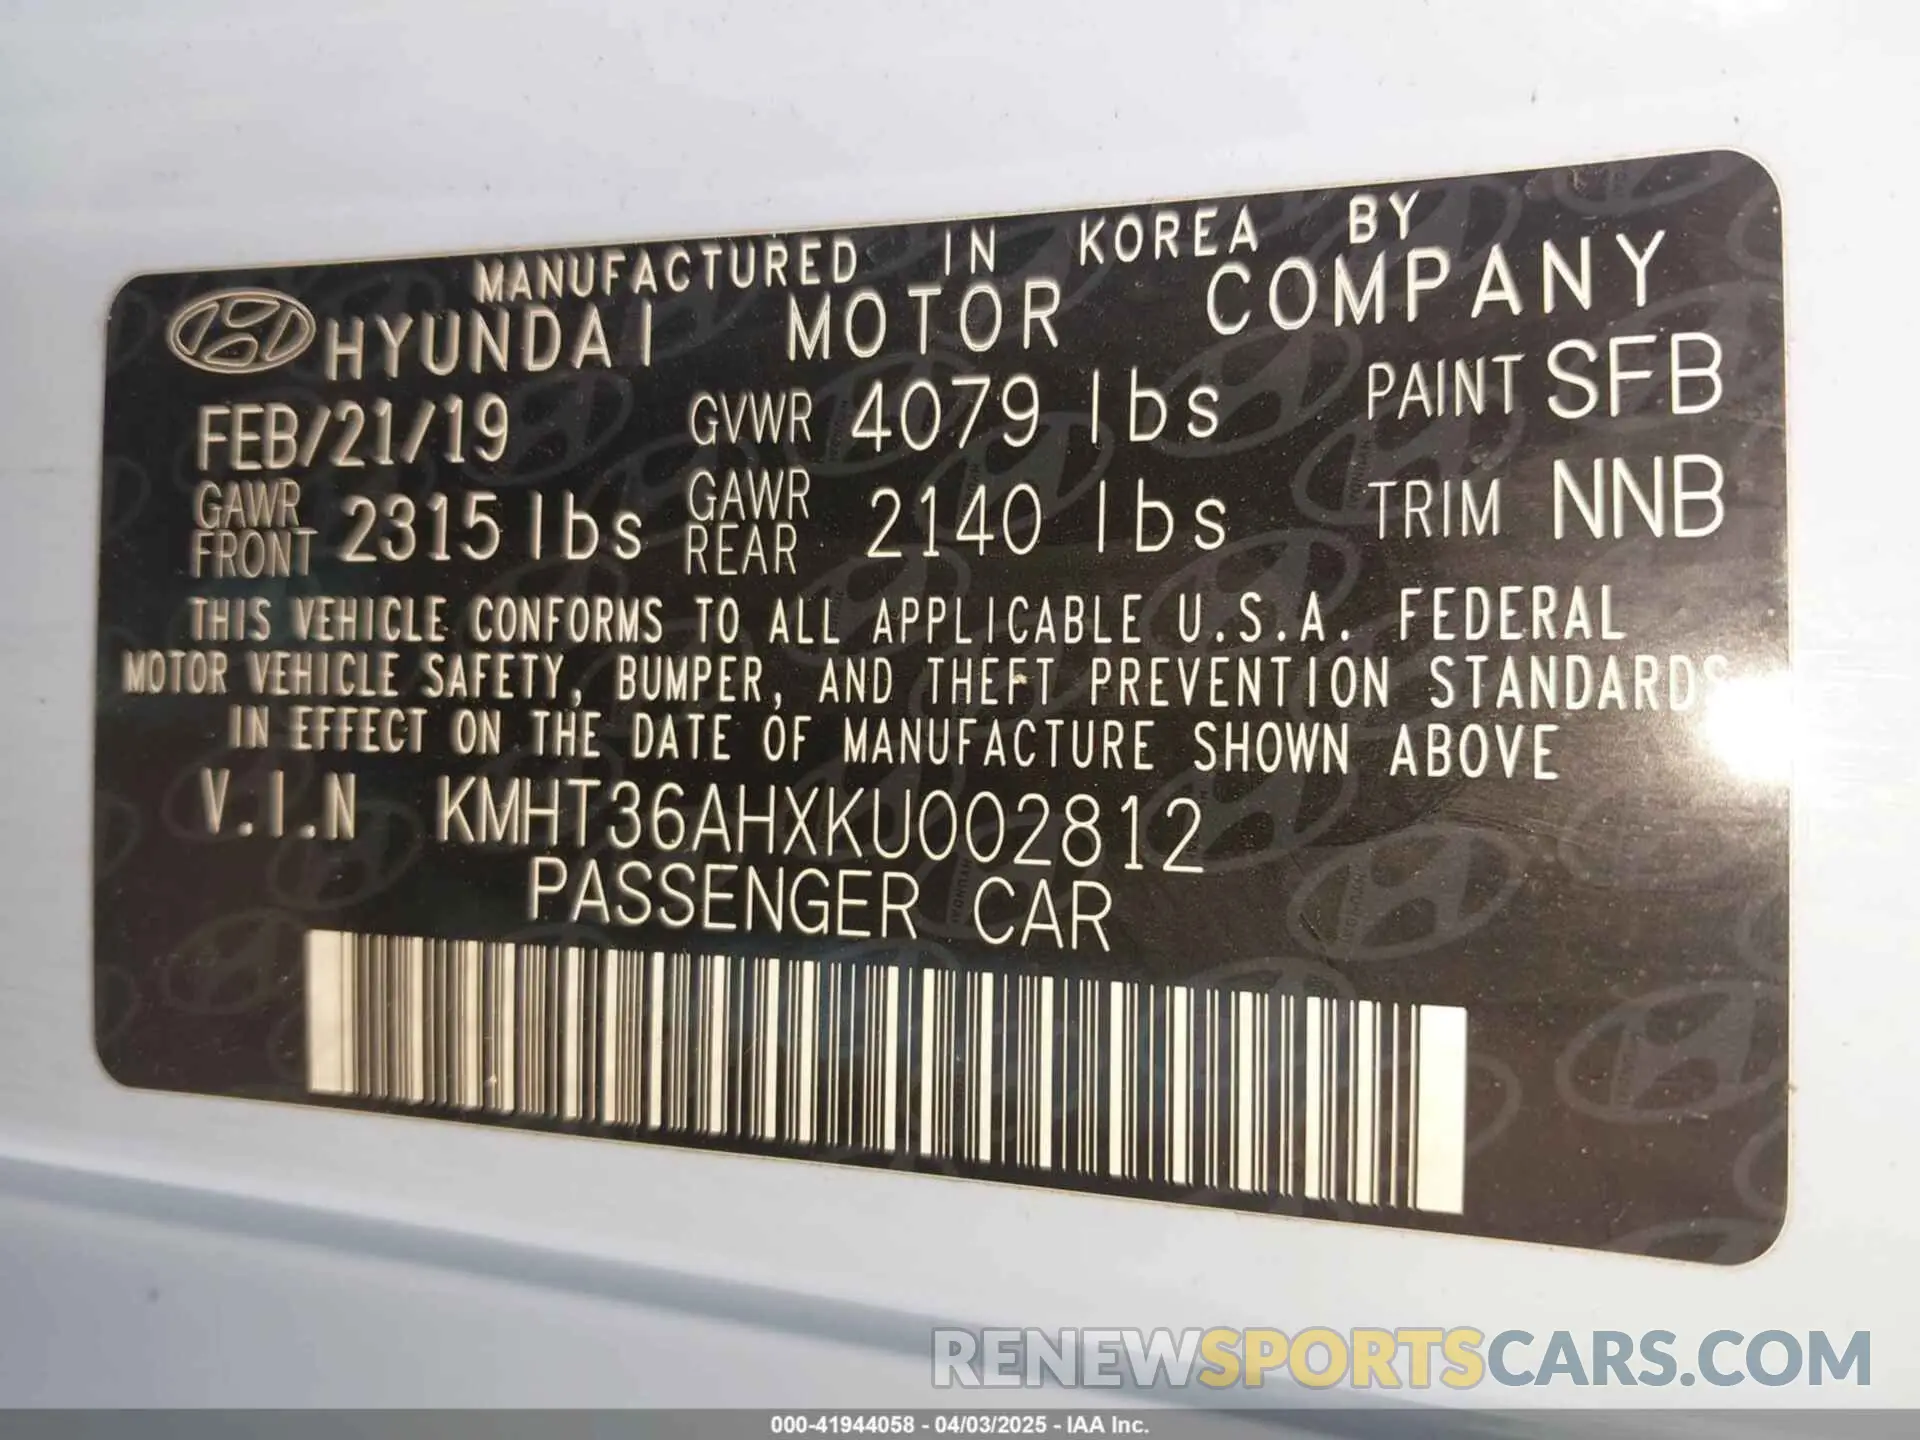 MANUFACTURED IN KOREA BY
HYUNDAI MOTOR COMPANY
FEB/21/19 GVWR 4079 lbs PAINT SFB
GAWR FRONT 2315 lbs GAWR REAR 2140 lbs TRIM NNB
THIS VEHICLE CONFORMS TO ALL APPLICABLE U.S.A. FEDERAL
MOTOR VEHICLE SAFETY, BUMPER, AND THEFT PREVENTION STANDARDS
IN EFFECT ON THE DATE OF MANUFACTURE SHOWN ABOVE
V.I.N KMHT36AHXKU002812
PASSENGER CAR
RENEWSPORTSCARS.COM
000-41944058 - 04/03/2025 - IAA Inc.